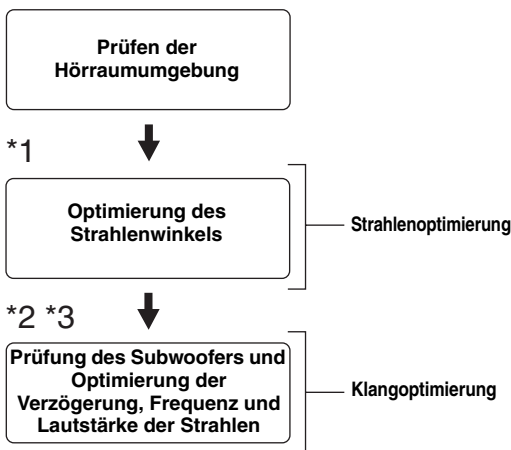 Prüfen der
Hörraumumgebung
*1
Optimierung des
Strahlenwinkels
Strahlenoptimierung
*2 *3
Prüfung des Subwoofers und
Optimierung der
Verzögerung, Frequenz und
Lautstärke der Strahlen
Klangoptimierung